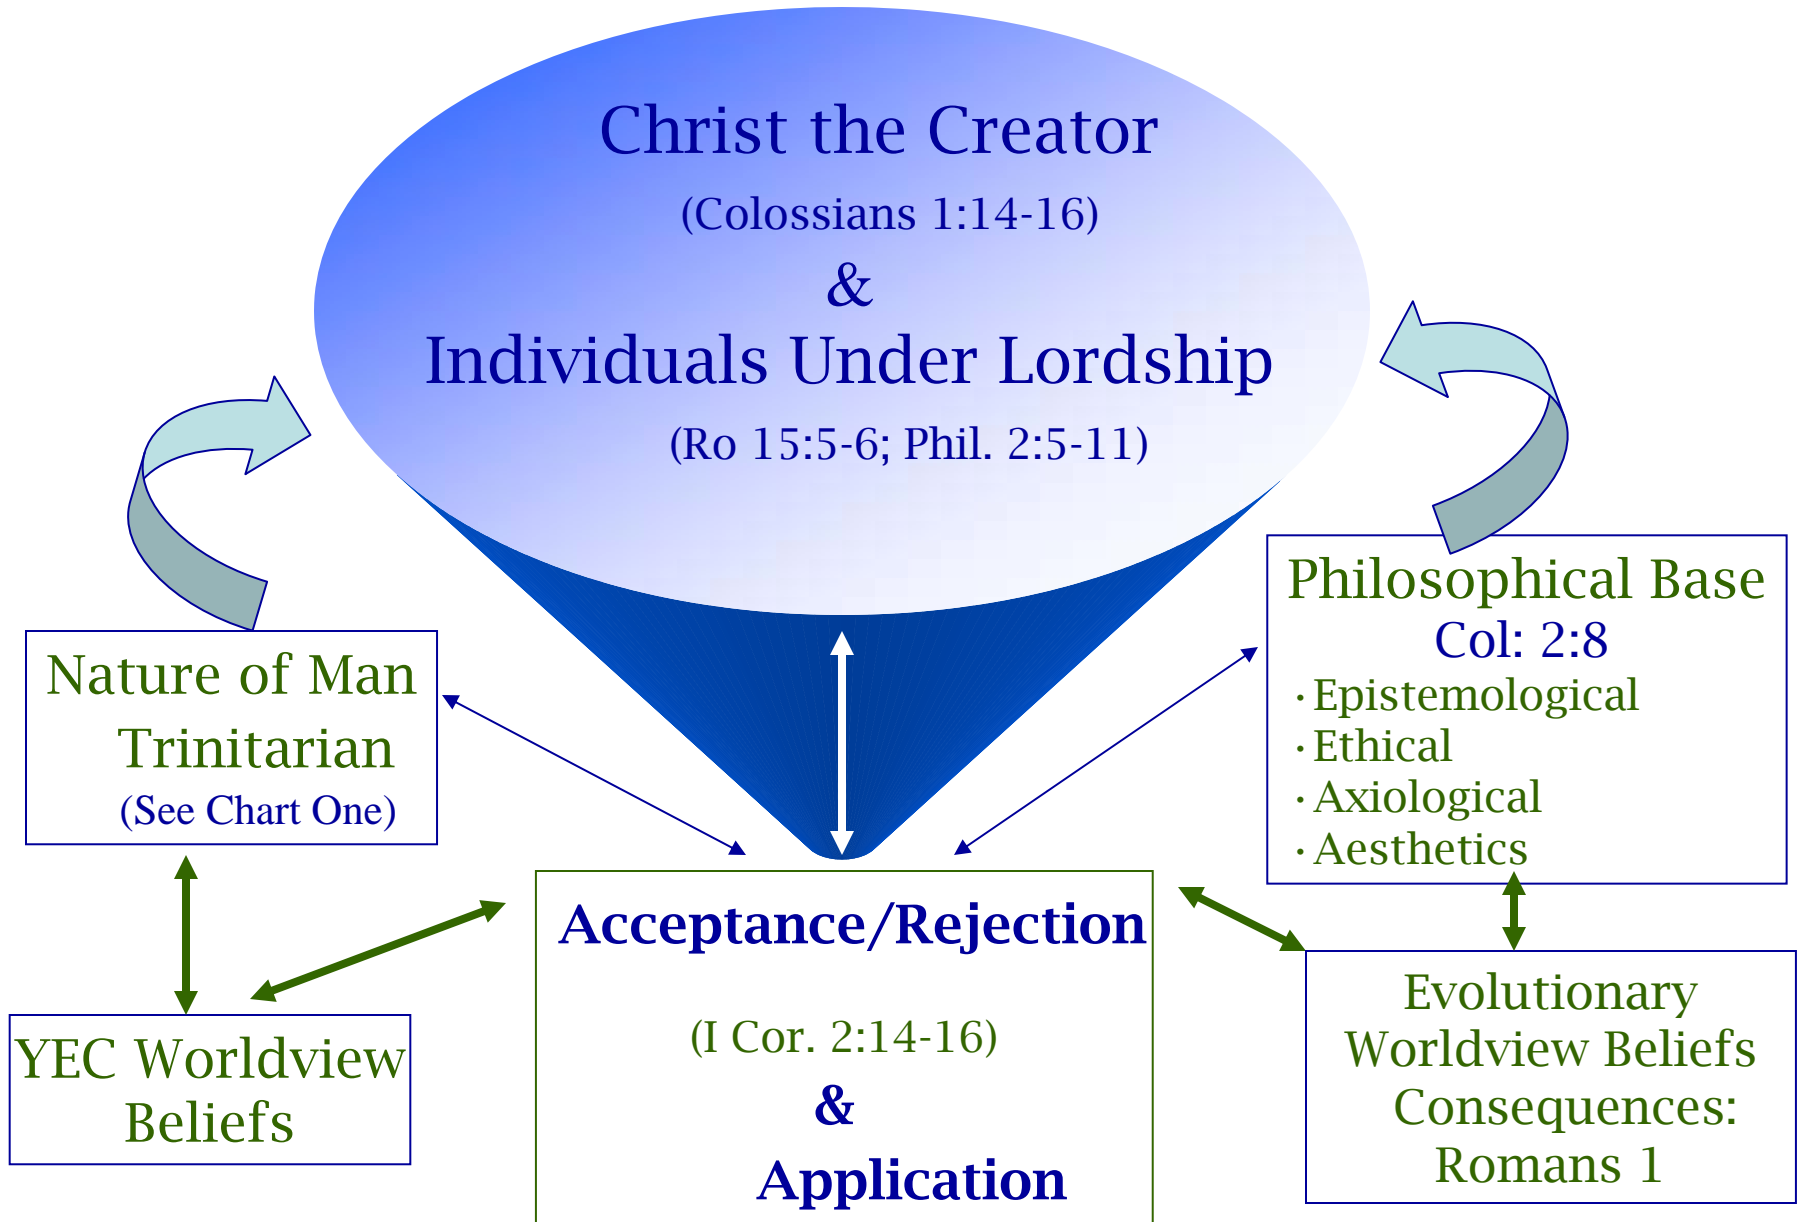 Christ the Creator
(Colossians 1:14-16)
&
Individuals Under Lordship
(Ro 15:5-6; Phil. 2:5-11)
Nature of Man
Trinitarian
(See Chart One)
Philosophical Base
Col: 2:8
·Epistemological
·Ethical
·Axiological
·Aesthetics
YEC Worldview
Beliefs
Acceptance/Rejection
(I Cor. 2:14-16)
&
Application
Evolutionary
Worldview Beliefs
Consequences:
Romans 1